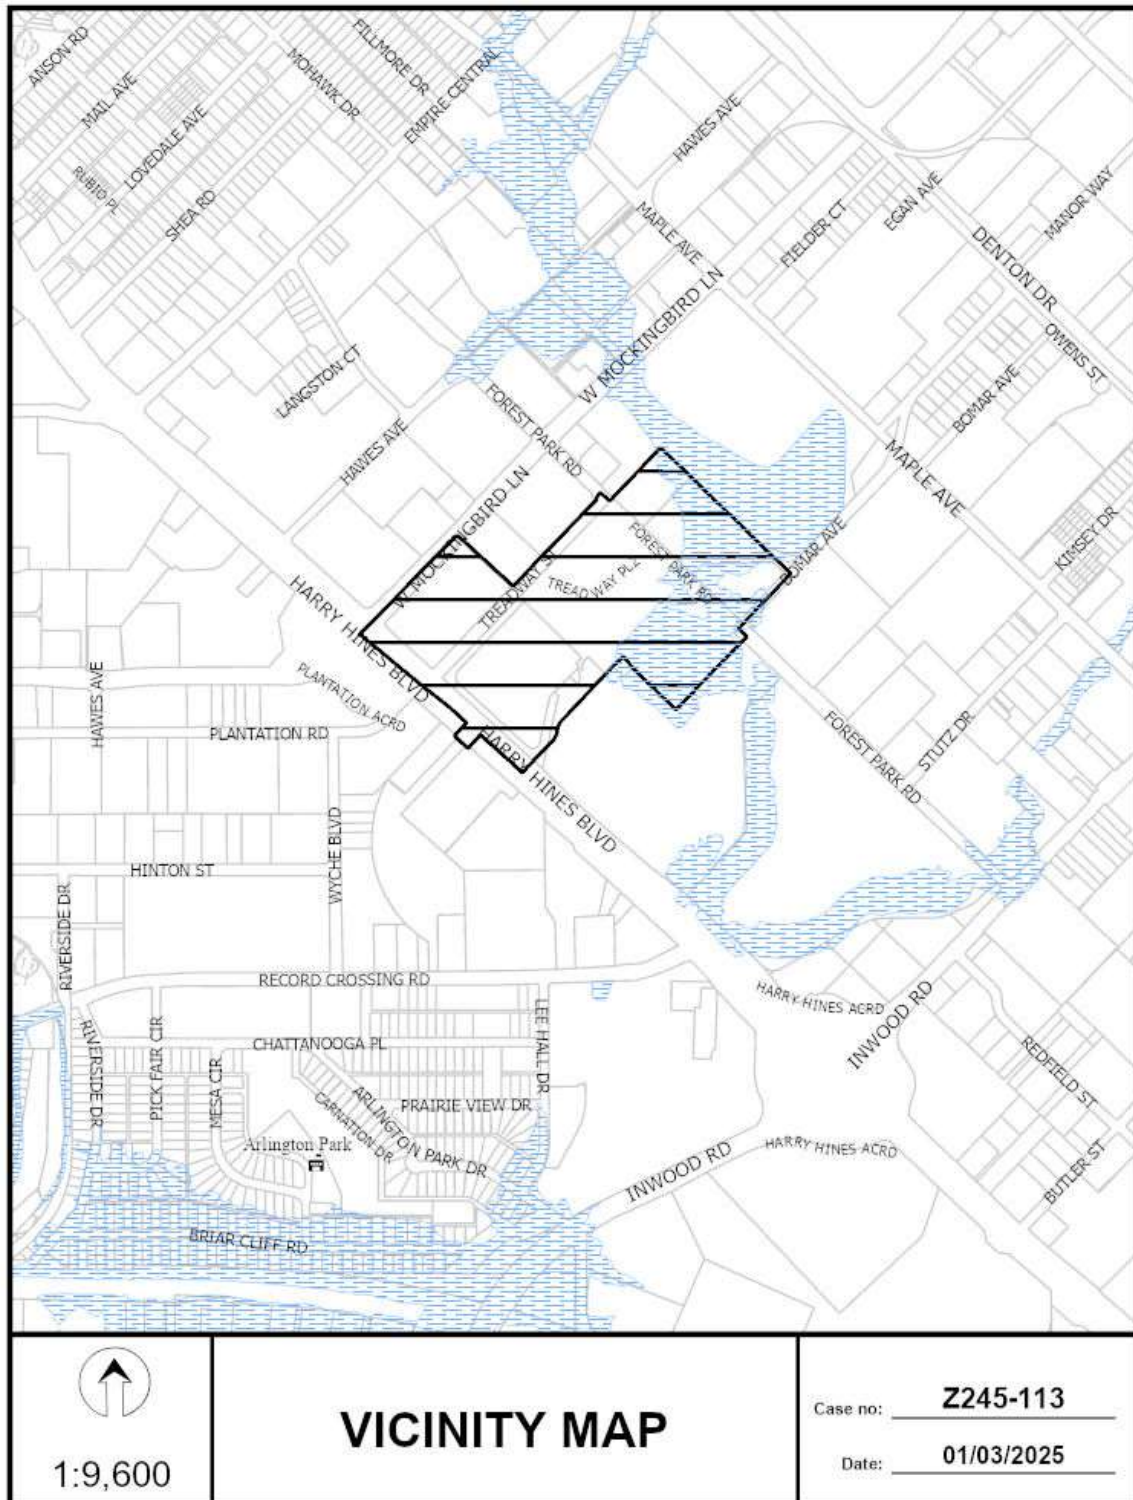 ANSON RD
MAIL AVE
RUBIO PL
LOVEDALE AVE
SHEA RD
MOHAWK DR
FILLMORE DR
EMPIRE CENTRAL
HAWES AVE
MAPLE AVE
FIELDER CT
EGAN AVE
DENTON DR
MANOR WAY
OWENS ST
BOMAR AVE
W MOCKINGBIRD LN
LANGSTON CT
HAWES AVE
FOREST PARK RD
W MOCKINGBIRD LN
MAPLE AVE
KIMSEY DR
BOMAR AVE
FOREST PARK RD
TREADWAY PLZ
TREADWAY ST
HARRY HINES BLVD
PLANTATION ACRD
HAWES AVE
PLANTATION RD
HARRY HINES BLVD
FOREST PARK RD
STUTZ DR
WYCHE BLVD
HINTON ST
RIVERSIDE DR
RECORD CROSSING RD
HARRY HINES ACRD
INWOOD RD
LEE HALL DR
RIVERSIDE DR
PICK FAIR CIR
MESA CIR
CHATTANOOGA PL
REDFIELD ST
PRAIRIE VIEW DR
ARLINGTON PARK DR
CARNATION DR
Arlington Park
HARRY HINES ACRD
INWOOD RD
BUTLER ST
BRIAR CLIFF RD
1:9,600
VICINITY MAP
Case no: Z245-113
Date: 01/03/2025